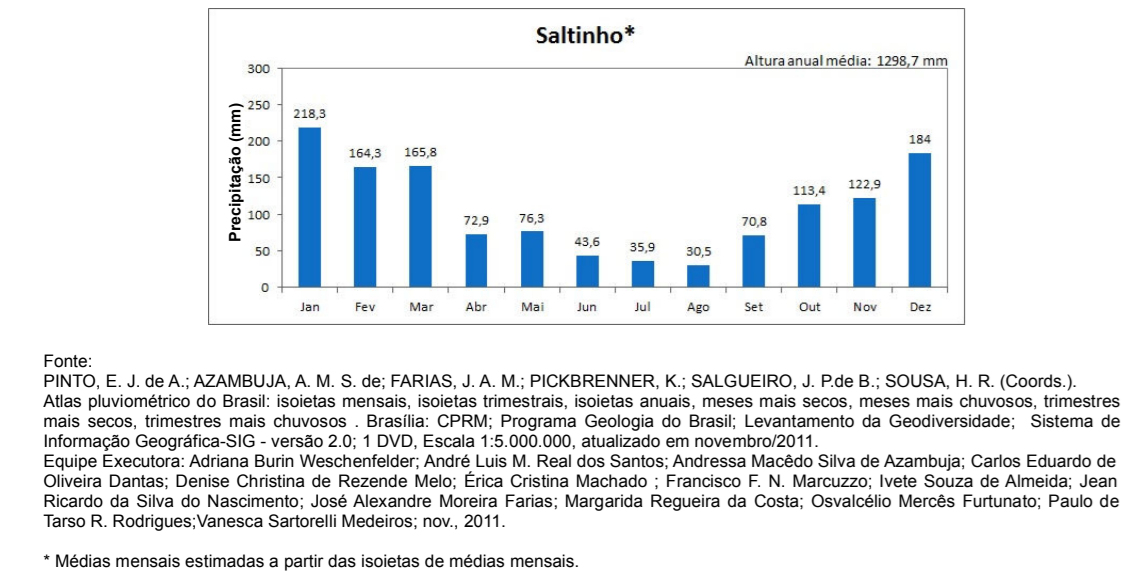 Saltinho*
Altura anual média: 1298,7 mm
Precipitação (mm)
300
250
200
150
100
50
0
218,3
164,3
165,8
72,9
76,3
43,6
35,9
30,5
70,8
113,4
122,9
184
Jan Fev Mar Abr Mai Jun Jul Ago Set Out Nov Dez
Fonte:
PINTO, E. J. de A.; AZAMBUJA, A. M. S. de; FARIAS, J. A. M.; PICKBRENNER, K.; SALGUEIRO, J. P.de B.; SOUSA, H. R. (Coords.).
Atlas pluviométrico do Brasil: isoietas mensais, isoietas trimestrais, isoietas anuais, meses mais secos, meses mais chuvosos, trimestres
mais secos, trimestres mais chuvosos . Brasília: CPRM; Programa Geologia do Brasil; Levantamento da Geodiversidade; Sistema de
Informação Geográfica-SIG - versão 2.0; 1 DVD, Escala 1:5.000.000, atualizado em novembro/2011.
Equipe Executora: Adriana Burin Weschenfelder; André Luis M. Real dos Santos; Andressa Macêdo Silva de Azambuja; Carlos Eduardo de
Oliveira Dantas; Denise Christina de Rezende Melo; Érica Cristina Machado ; Francisco F. N. Marcuzzo; Ivete Souza de Almeida; Jean
Ricardo da Silva do Nascimento; José Alexandre Moreira Farias; Margarida Regueira da Costa; Osvalcélio Mercês Furtunato; Paulo de
Tarso R. Rodrigues;Vanesca Sartorelli Medeiros; nov., 2011.
* Médias mensais estimadas a partir das isoietas de médias mensais.